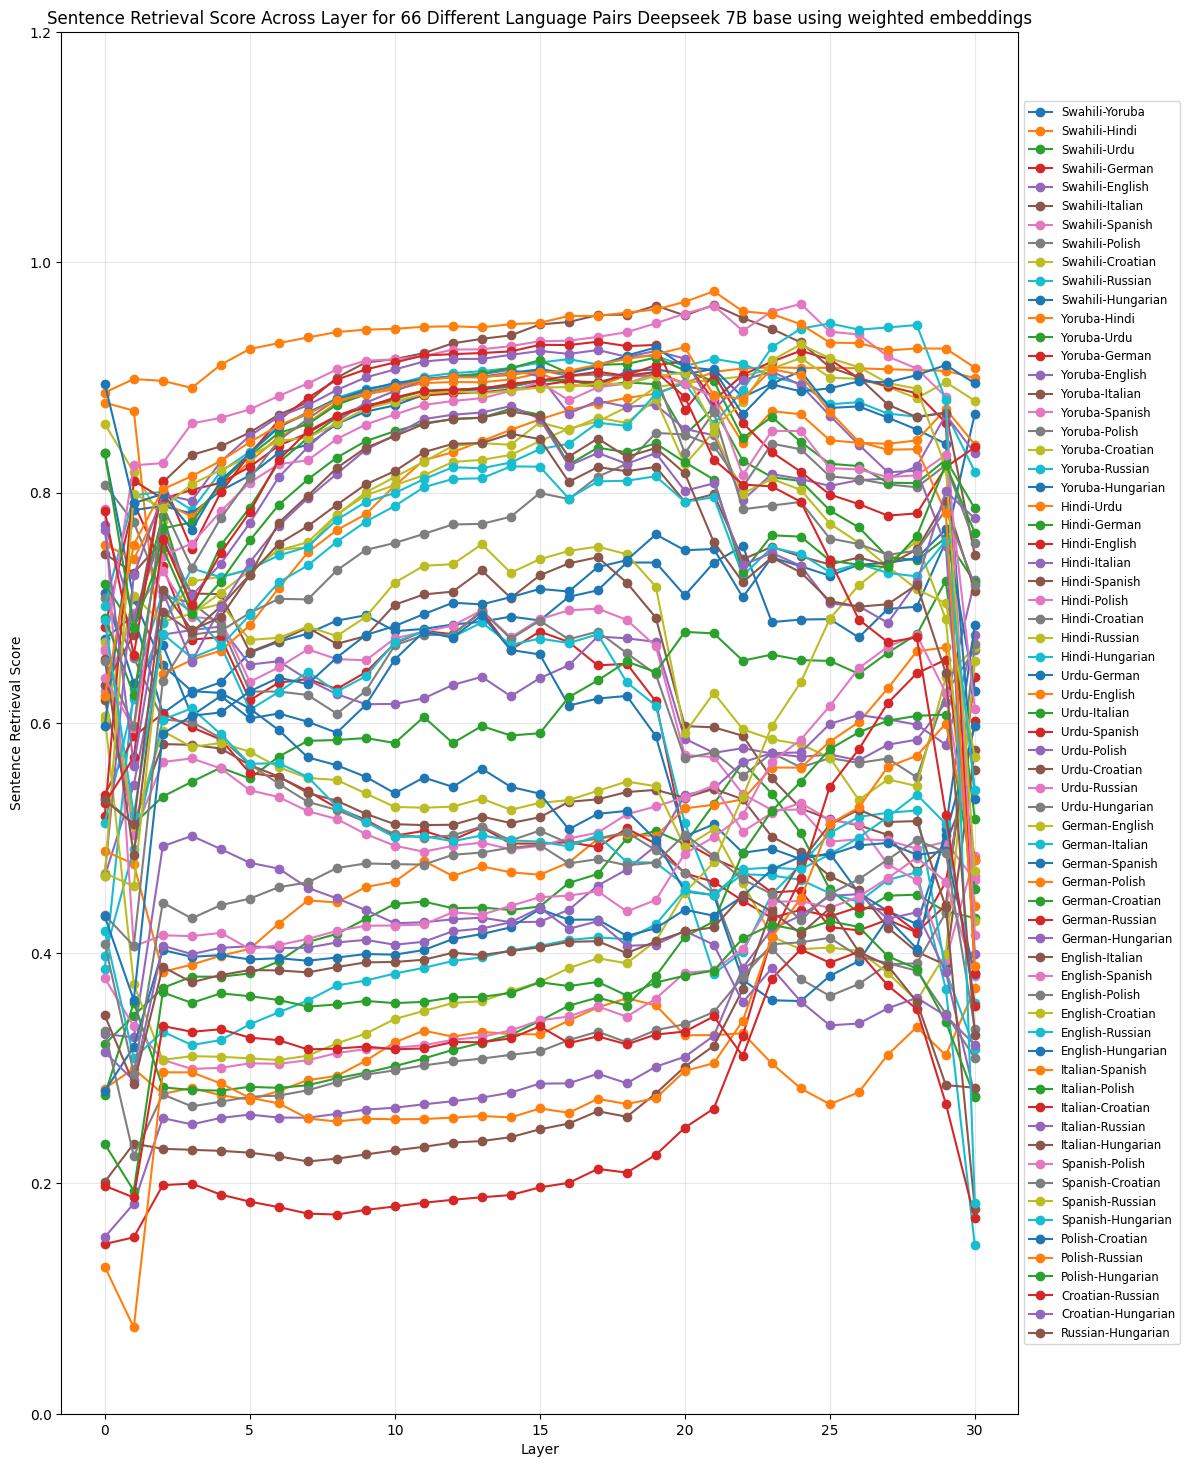 Sentence Retrieval Score Across Layer for 66 Different Language Pairs Deepseek 7B base using weighted embeddings
1.2
1.0
0.8
0.6
0.4
0.2
0.0
Sentence Retrieval Score
0 5 10 15 20 25 30
Layer
Swahili-Yoruba
Swahili-Hindi
Swahili-Urdu
Swahili-German
Swahili-English
Swahili-Italian
Swahili-Spanish
Swahili-Polish
Swahili-Croatian
Swahili-Russian
Swahili-Hungarian
Yoruba-Hindi
Yoruba-Urdu
Yoruba-German
Yoruba-English
Yoruba-Italian
Yoruba-Spanish
Yoruba-Polish
Yoruba-Croatian
Yoruba-Russian
Yoruba-Hungarian
Hindi-Urdu
Hindi-German
Hindi-English
Hindi-Italian
Hindi-Spanish
Hindi-Polish
Hindi-Croatian
Hindi-Russian
Hindi-Hungarian
Urdu-German
Urdu-English
Urdu-Italian
Urdu-Spanish
Urdu-Polish
Urdu-Croatian
Urdu-Russian
Urdu-Hungarian
German-English
German-Italian
German-Spanish
German-Polish
German-Croatian
German-Russian
German-Hungarian
English-Italian
English-Spanish
English-Polish
English-Croatian
English-Russian
English-Hungarian
Italian-Spanish
Italian-Polish
Italian-Croatian
Italian-Russian
Italian-Hungarian
Spanish-Polish
Spanish-Croatian
Spanish-Russian
Spanish-Hungarian
Polish-Croatian
Polish-Russian
Polish-Hungarian
Croatian-Russian
Croatian-Hungarian
Russian-Hungarian